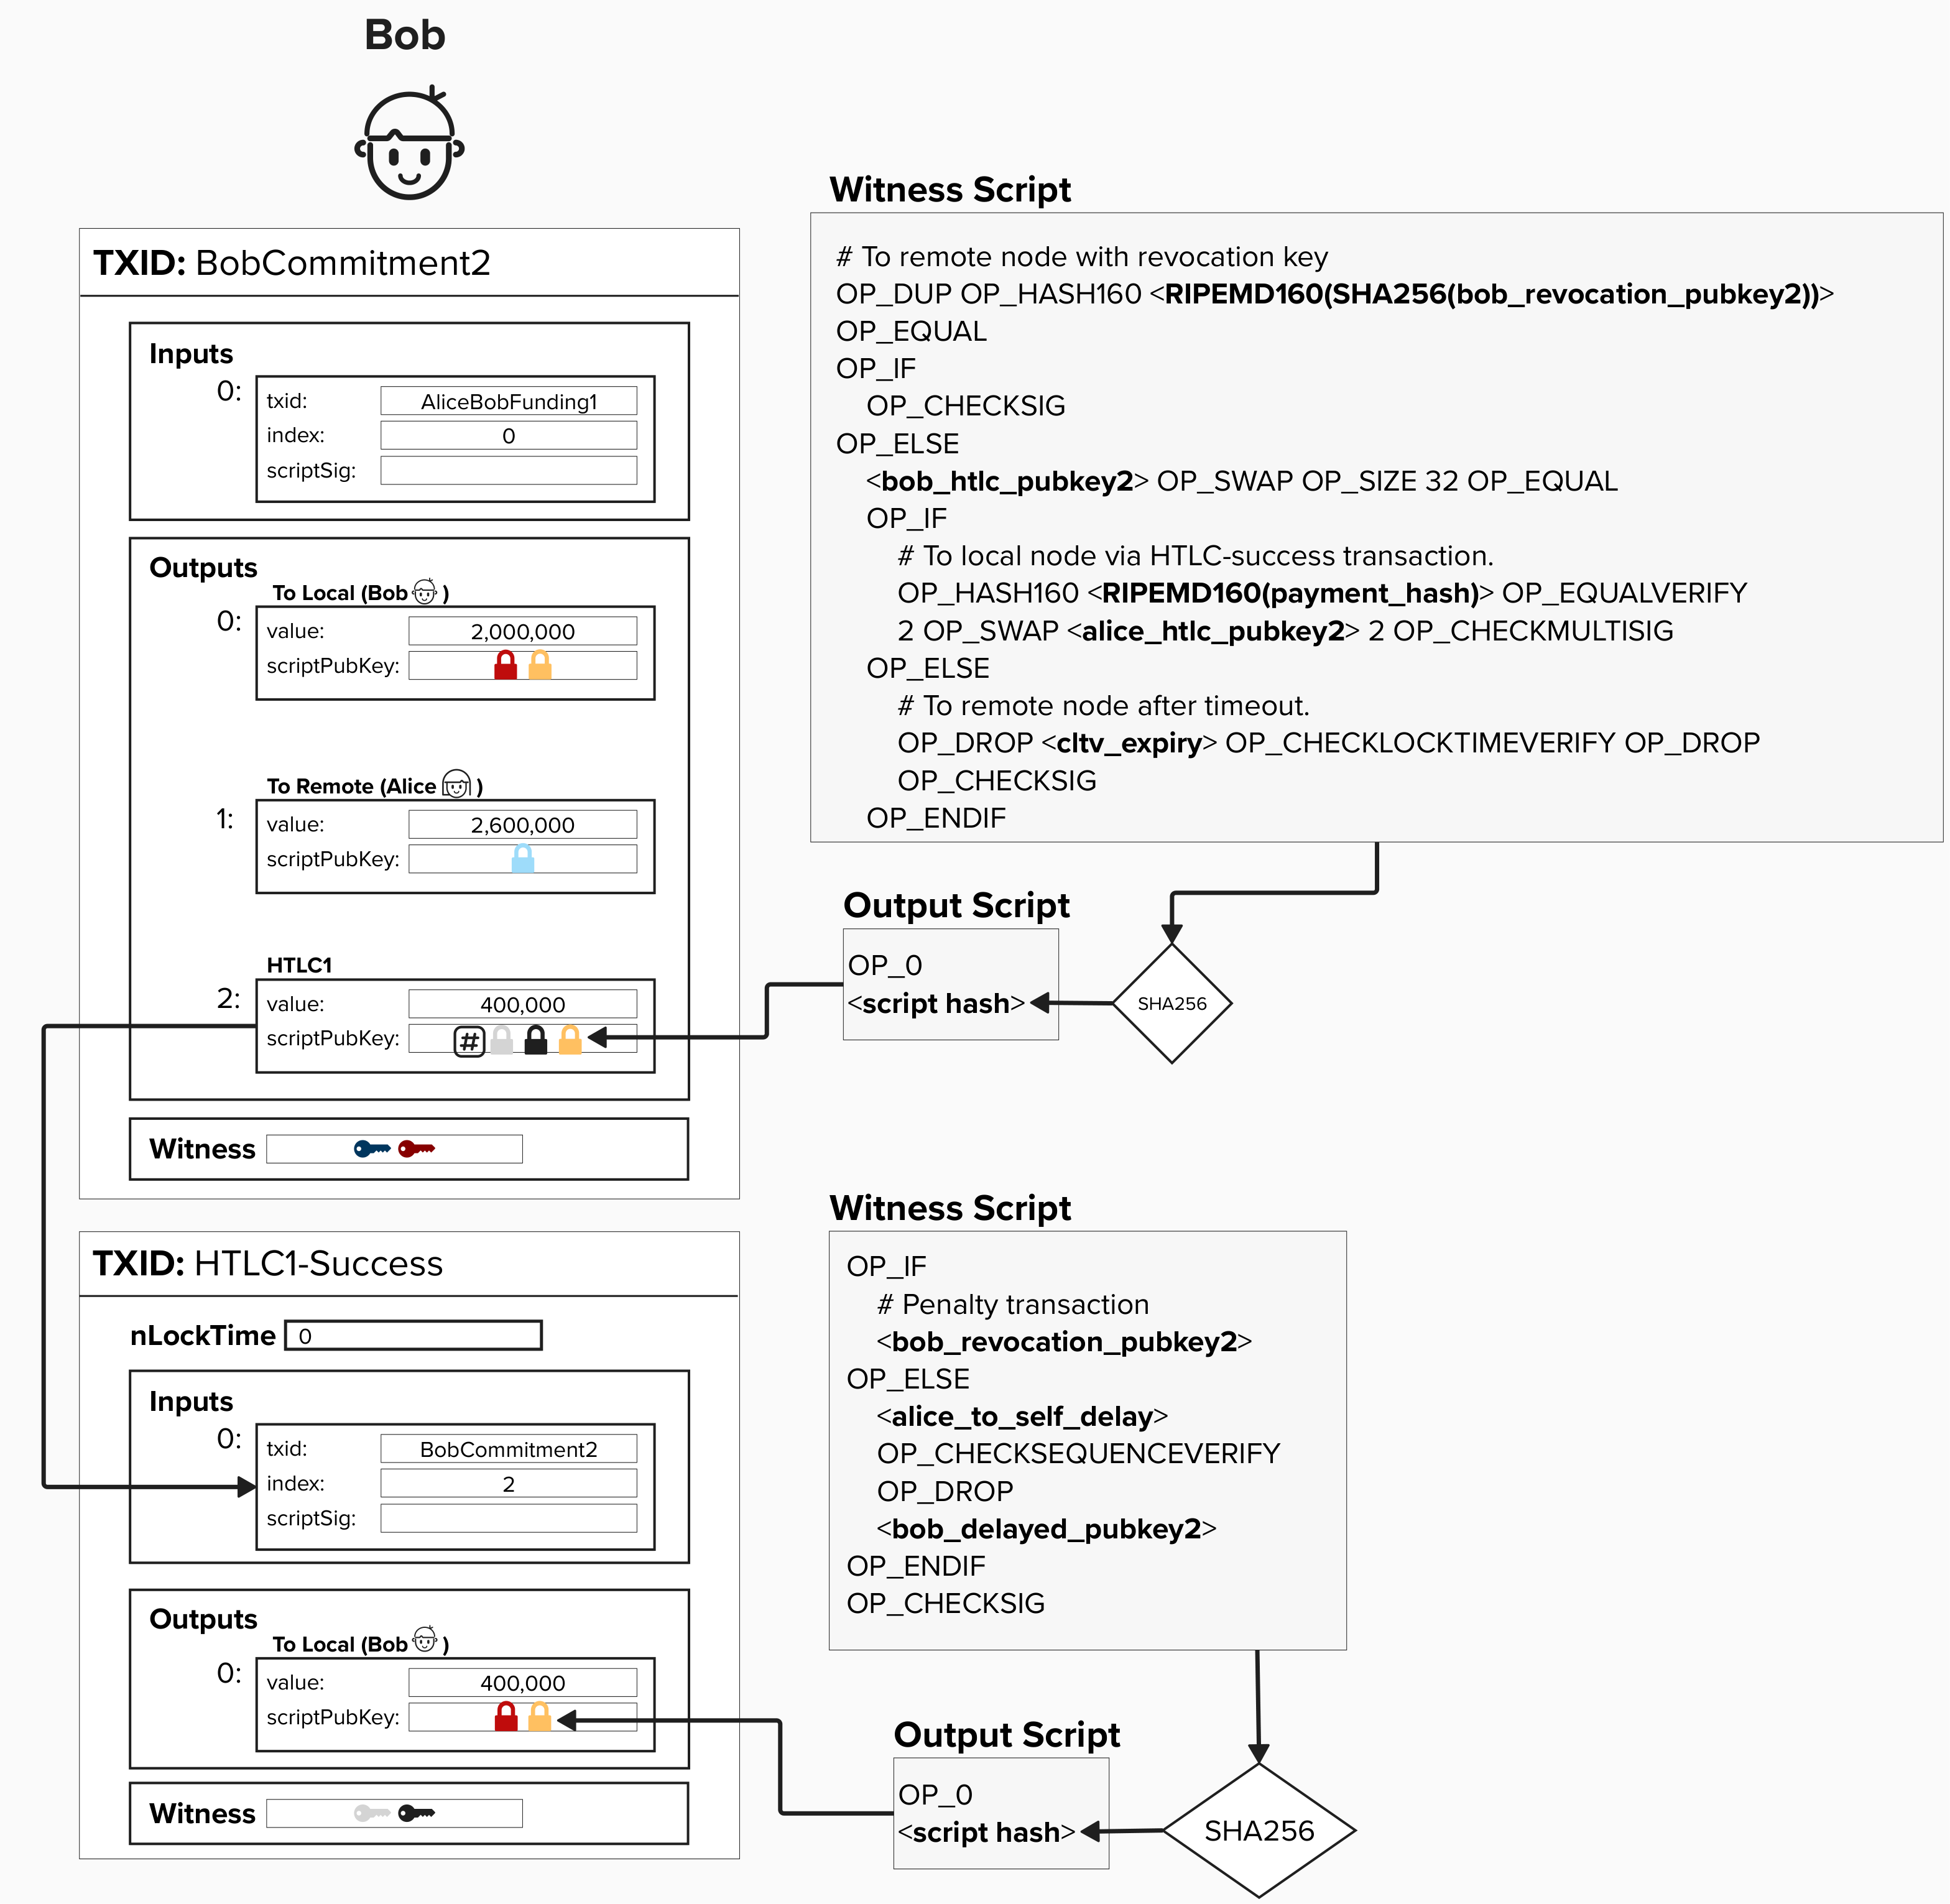 Bob
TXID: BobCommitment2
Inputs
0:
txid: AliceBobFunding1
index: 0
scriptSig:
Outputs
To Local (Bob )
0:
value: 2,000,000
scriptPubKey:
To Remote (Alice )
1:
value: 2,600,000
scriptPubKey:
HTLC1
2:
value: 400,000
scriptPubKey: #
Witness
Witness Script
# To remote node with revocation key
OP_DUP OP_HASH160 <RIPEMD160(SHA256(bob_revocation_pubkey2))>
OP_EQUAL
OP_IF
OP_CHECKSIG
OP_ELSE
<bob_htlc_pubkey2> OP_SWAP OP_SIZE 32 OP_EQUAL
OP_IF
# To local node via HTLC-success transaction.
OP_HASH160 <RIPEMD160(payment_hash)> OP_EQUALVERIFY
2 OP_SWAP <alice_htlc_pubkey2> 2 OP_CHECKMULTISIG
OP_ELSE
# To remote node after timeout.
OP_DROP <cltv_expiry> OP_CHECKLOCKTIMEVERIFY OP_DROP
OP_CHECKSIG
OP_ENDIF
Output Script
OP_0
<script hash>
SHA256
TXID: HTLC1-Success
nLockTime 0
Inputs
0:
txid: BobCommitment2
index: 2
scriptSig:
Outputs
To Local (Bob )
0:
value: 400,000
scriptPubKey:
Witness
Witness Script
OP_IF
# Penalty transaction
<bob_revocation_pubkey2>
OP_ELSE
<alice_to_self_delay>
OP_CHECKSEQUENCEVERIFY
OP_DROP
<bob_delayed_pubkey2>
OP_ENDIF
OP_CHECKSIG
Output Script
OP_0
<script hash>
SHA256